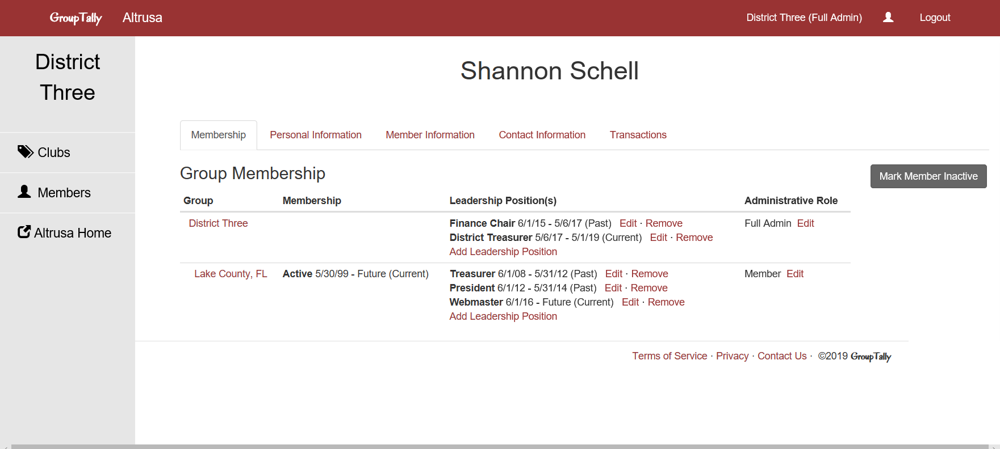 GroupTally Altrusa District Three (Full Admin) Logout
District
Three
Clubs
Members
Altrusa Home
Shannon Schell
Membership Personal Information Member Information Contact Information Transactions
Group Membership
Mark Member Inactive
Group Membership Leadership Position(s) Administrative Role
District Three Finance Chair 6/1/15 - 5/6/17 (Past) Edit · Remove Full Admin Edit
District Treasurer 5/6/17 - 5/1/19 (Current) Edit · Remove
Add Leadership Position
Lake County, FL Active 5/30/99 - Future (Current) Treasurer 6/1/08 - 5/31/12 (Past) Edit · Remove Member Edit
President 6/1/12 - 5/31/14 (Past) Edit · Remove
Webmaster 6/1/16 - Future (Current) Edit · Remove
Add Leadership Position
Terms of Service · Privacy · Contact Us · ©2019 GroupTally